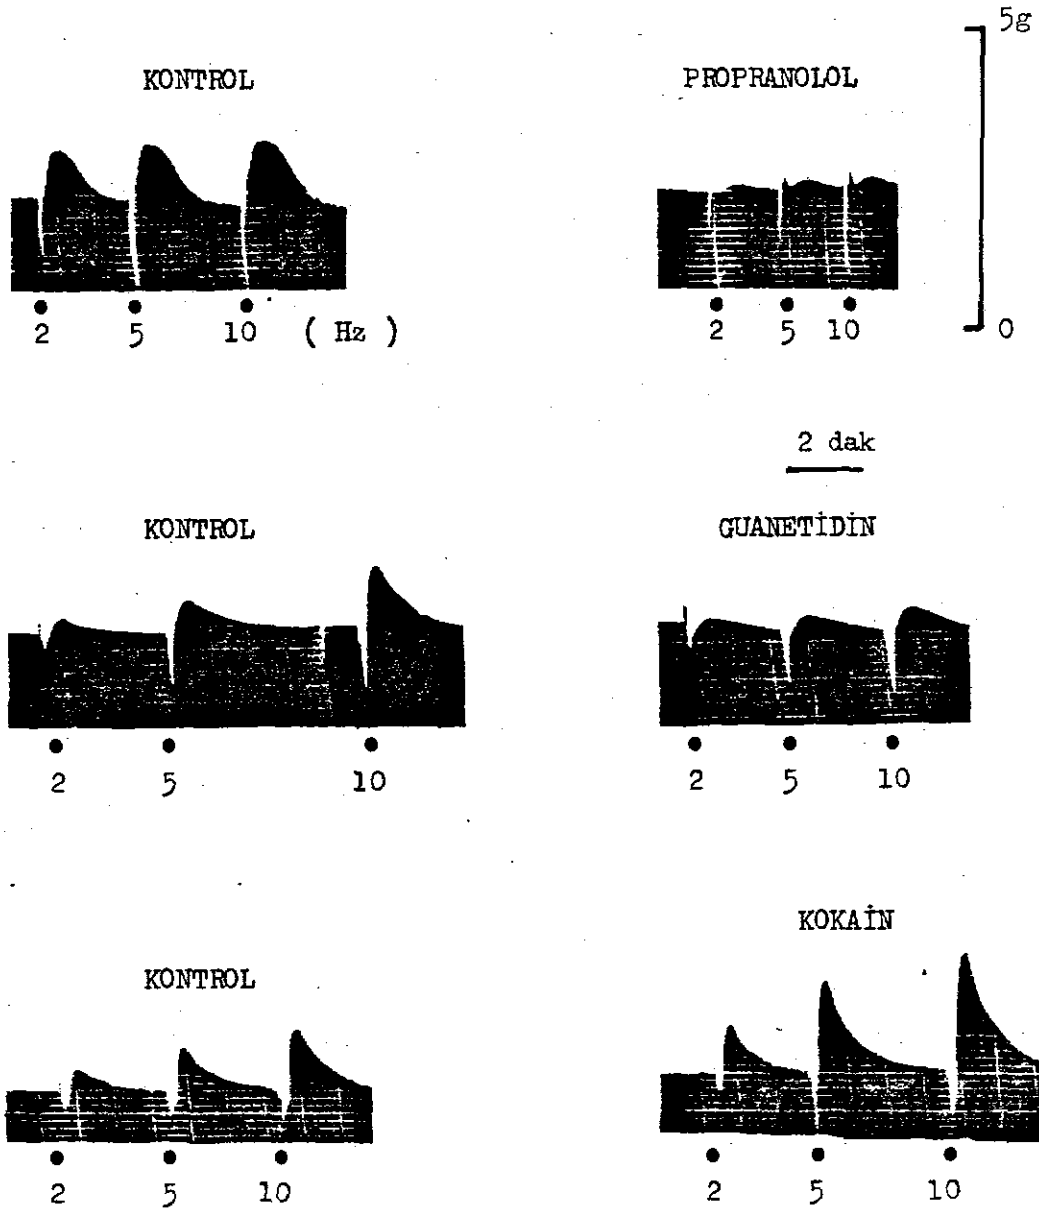 5g
KONTROL
PROPRANOLOL
2 5 10 ( Hz )
2 5 10
0
2 dak
KONTROL
GUANETİDİN
2 5 10
2 5 10
KOKAİN
KONTROL
2 5 10
2 5 10